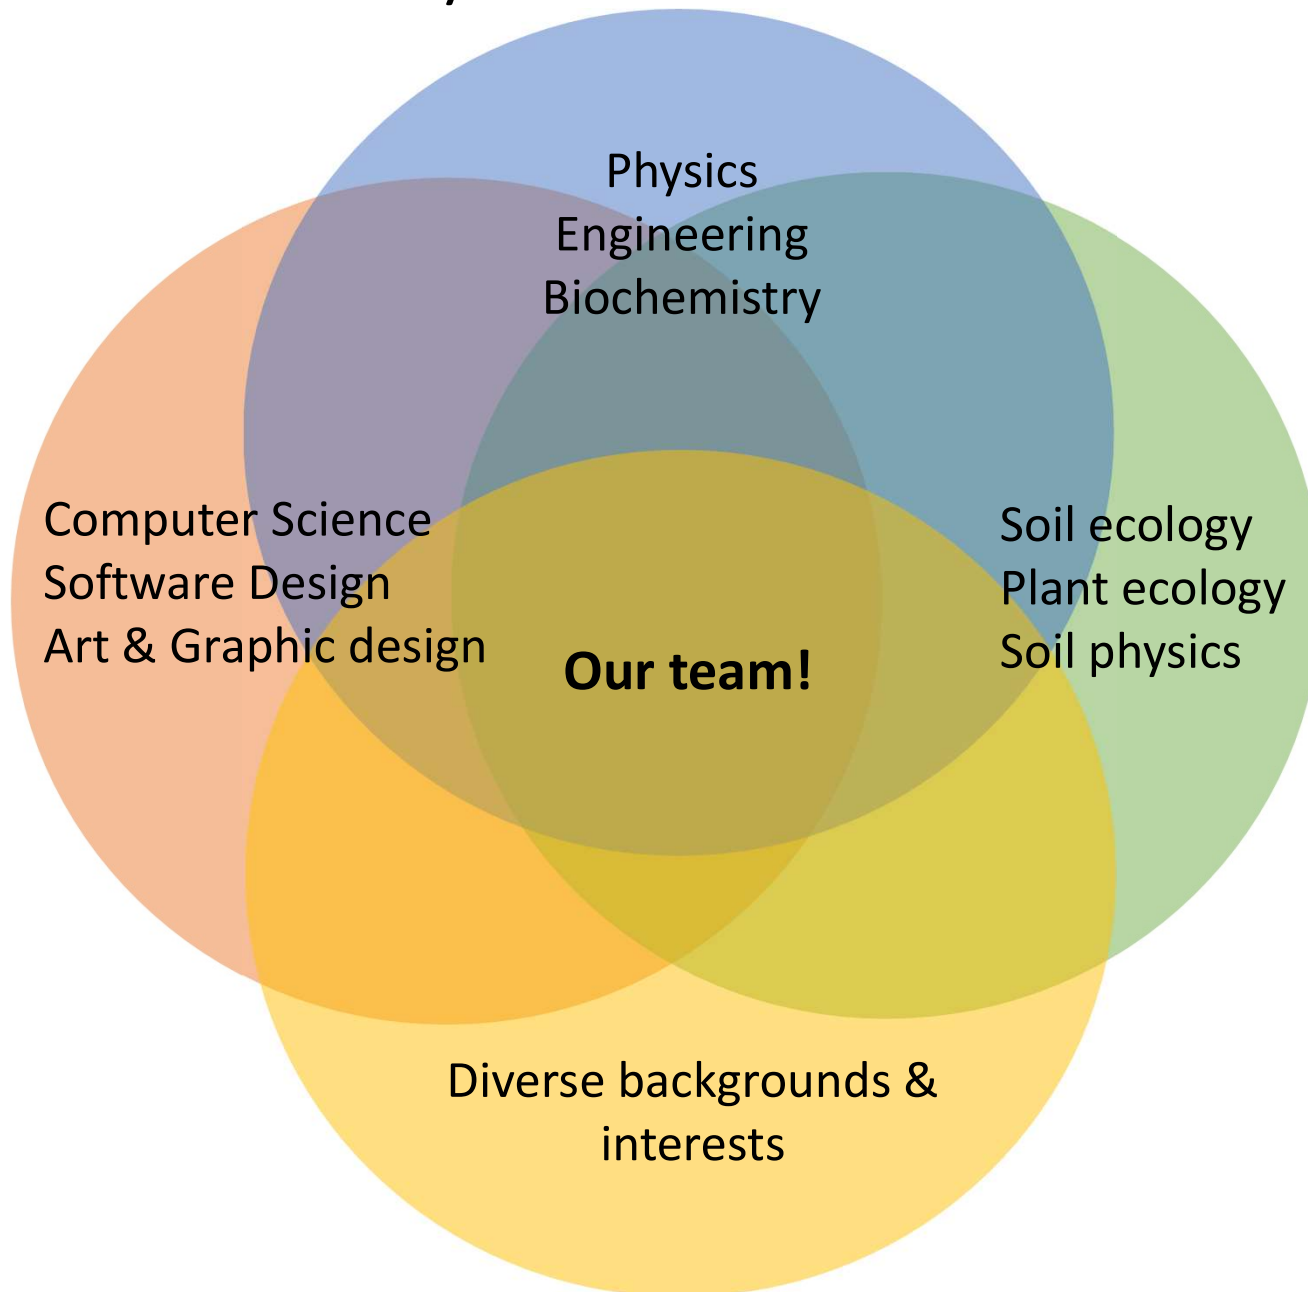 Physics
Engineering
Biochemistry
Computer Science
Software Design
Art & Graphic design
Soil ecology
Plant ecology
Soil physics
Our team!
Diverse backgrounds &
interests